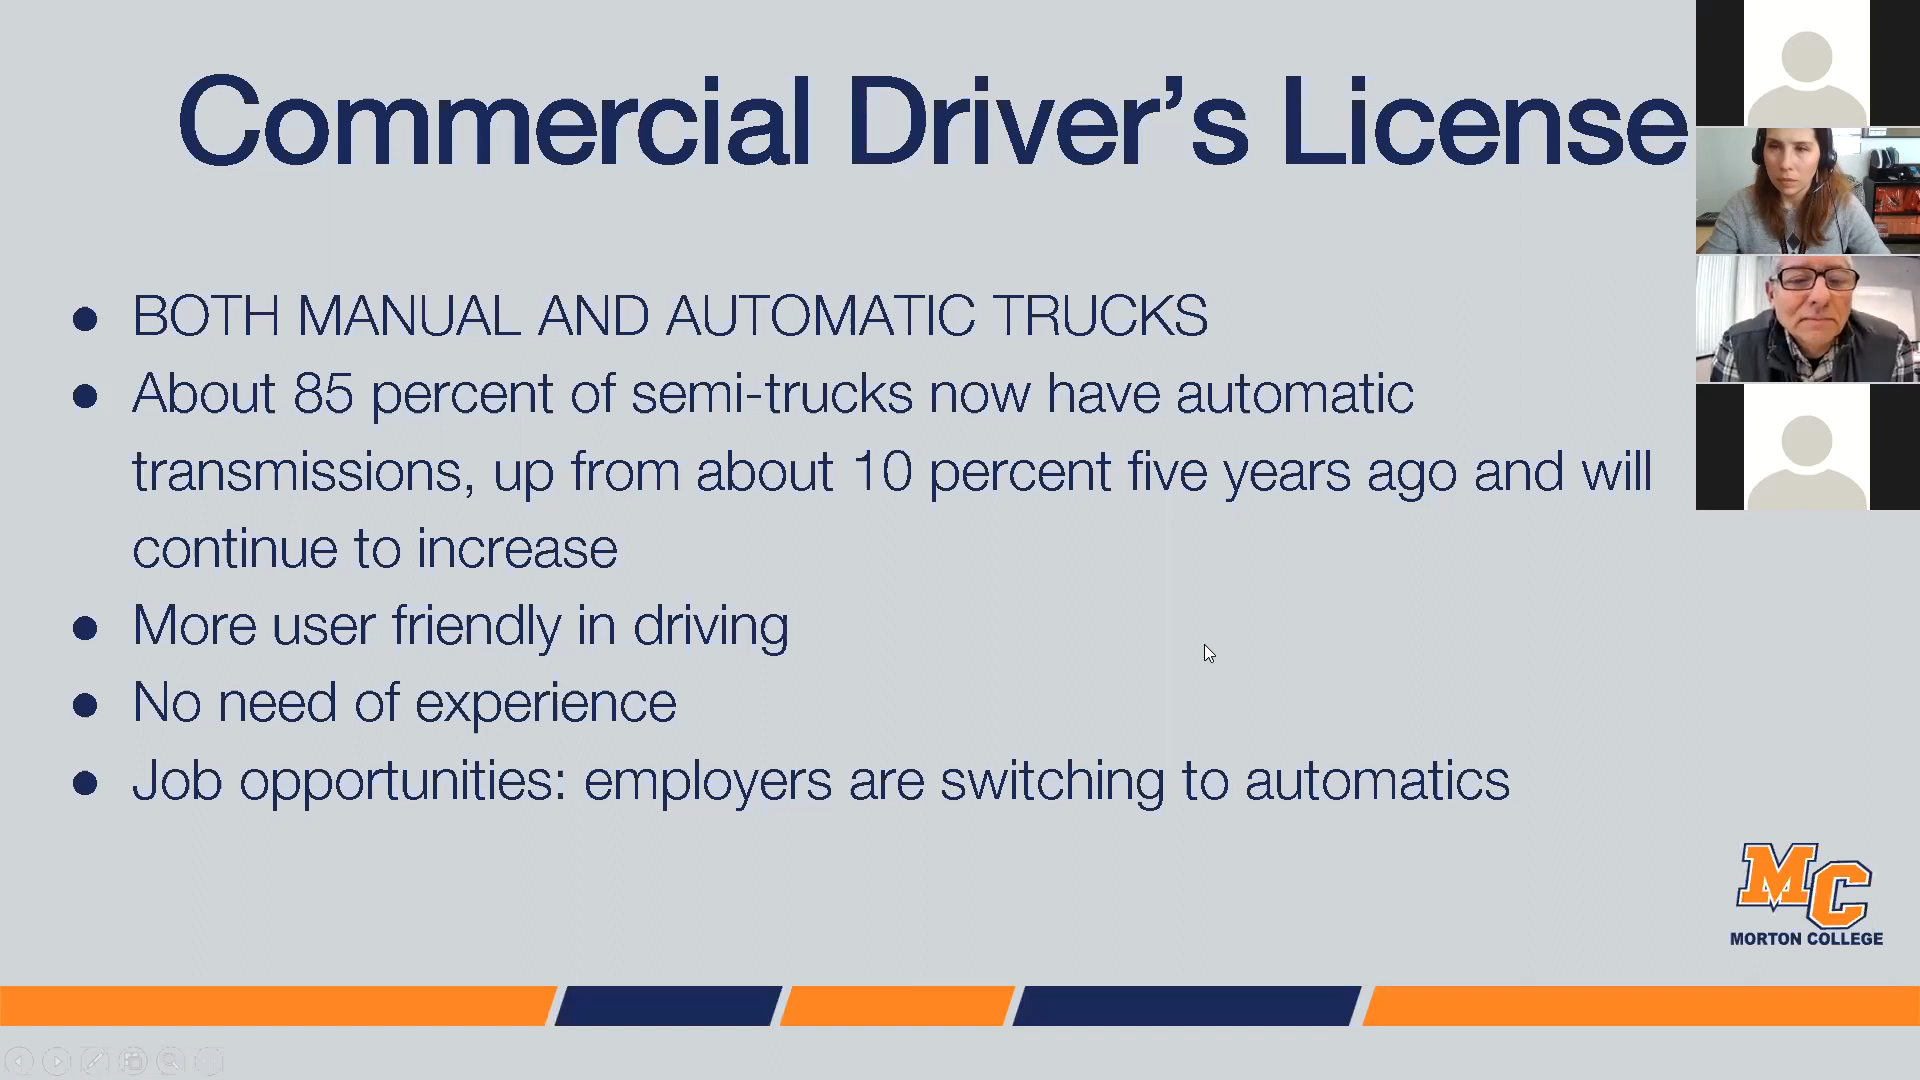 Commercial Driver’s License
● BOTH MANUAL AND AUTOMATIC TRUCKS
● About 85 percent of semi-trucks now have automatic
transmissions, up from about 10 percent five years ago and will
continue to increase
● More user friendly in driving
● No need of experience
● Job opportunities: employers are switching to automatics
MC
MORTON COLLEGE